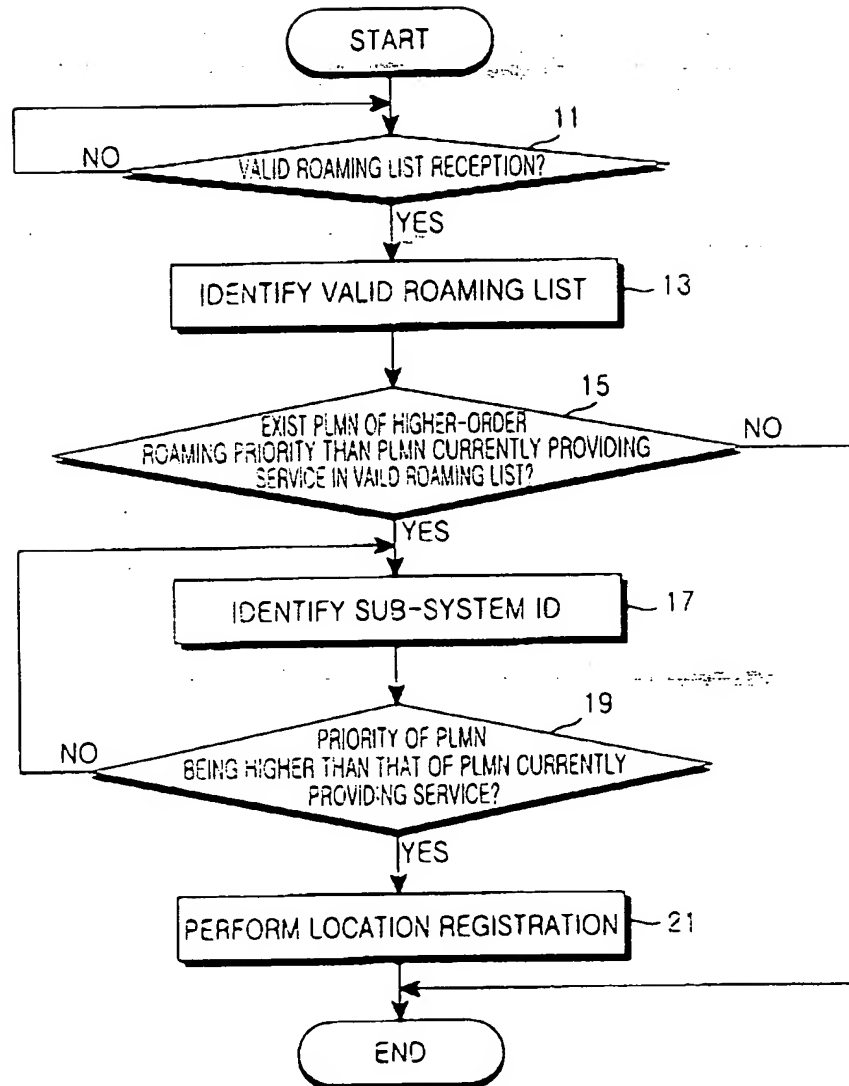 START
11
NO
VALID ROAMING LIST RECEPTION?
YES
IDENTIFY VALID ROAMING LIST
13
15
EXIST PLMN OF HIGHER-ORDER
ROAMING PRIORITY THAN PLMN CURRENTLY PROVIDING
SERVICE IN VAILD ROAMING LIST?
NO
YES
IDENTIFY SUB-SYSTEM ID
17
19
NO
PRIORITY OF PLMN
BEING HIGHER THAN THAT OF PLMN CURRENTLY
PROVIDING SERVICE?
YES
PERFORM LOCATION REGISTRATION
21
END